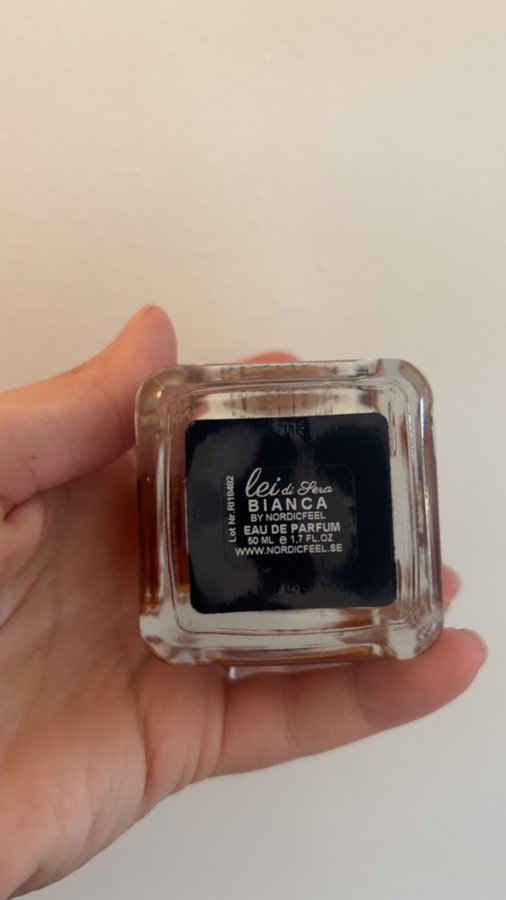 lei di Sera
BIANCA
BY NORDICFEEL
EAU DE PARFUM
60 ML e 1.7 FL.OZ
WWW.NORDICFEEL.SE
Lot Nr.RI18482